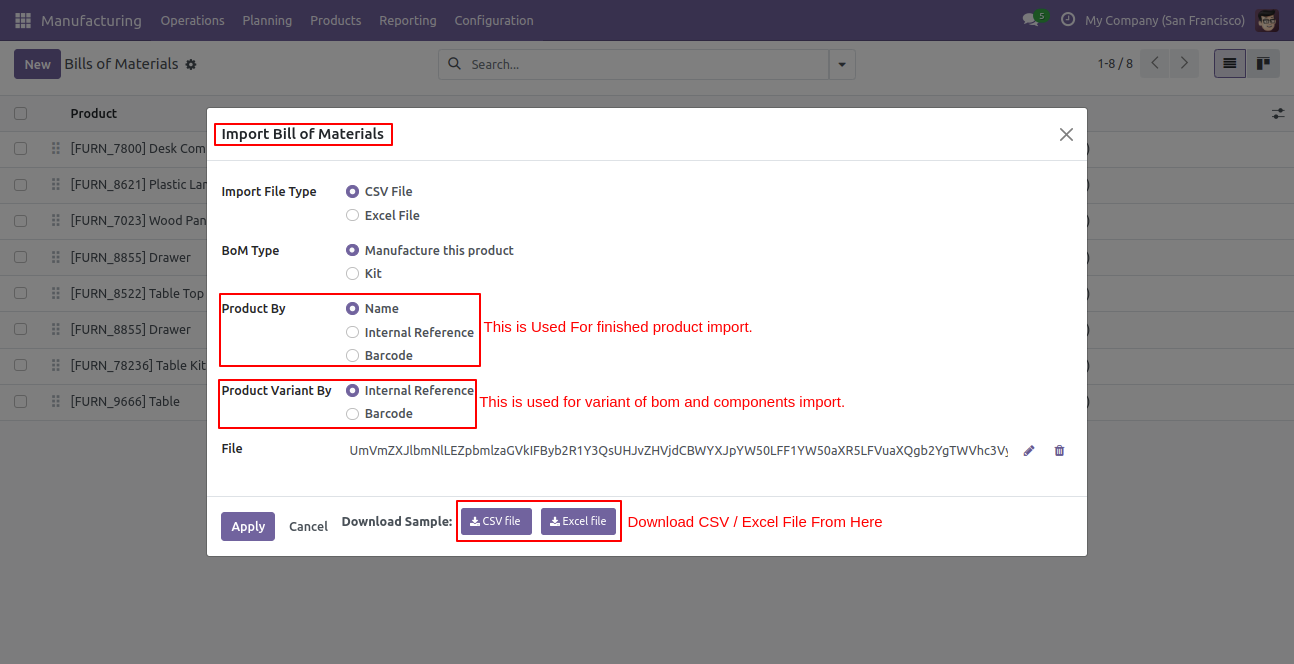 Manufacturing Operations Planning Products Reporting Configuration 5 My Company (San Francisco)
New Bills of Materials Search... 1-8 / 8
Product
Import Bill of Materials
[FURN_7800] Desk Com
)
[FURN_8621] Plastic Lar
[FURN_7023] Wood Pan
)
[FURN_8855] Drawer
)
[FURN_8522] Table Top
)
[FURN_8855] Drawer
)
[FURN_78236] Table Kit
)
[FURN_9666] Table
)
Import File Type CSV File
Excel File
BoM Type Manufacture this product
Kit
Product By Name
Internal Reference This is Used For finished product import.
Barcode
Product Variant By Internal Reference
This is used for variant of bom and components import.
Barcode
File UmVmZXJlbmNlLEZpbmlzaGVkIFByb2R1Y3QsUHJvZHVjdCBWYXJpYW50LFF1YW50aXR5LFVuaXQgb2YgTWVhc3Vy
Apply Cancel Download Sample: CSV file Excel file Download CSV / Excel File From Here